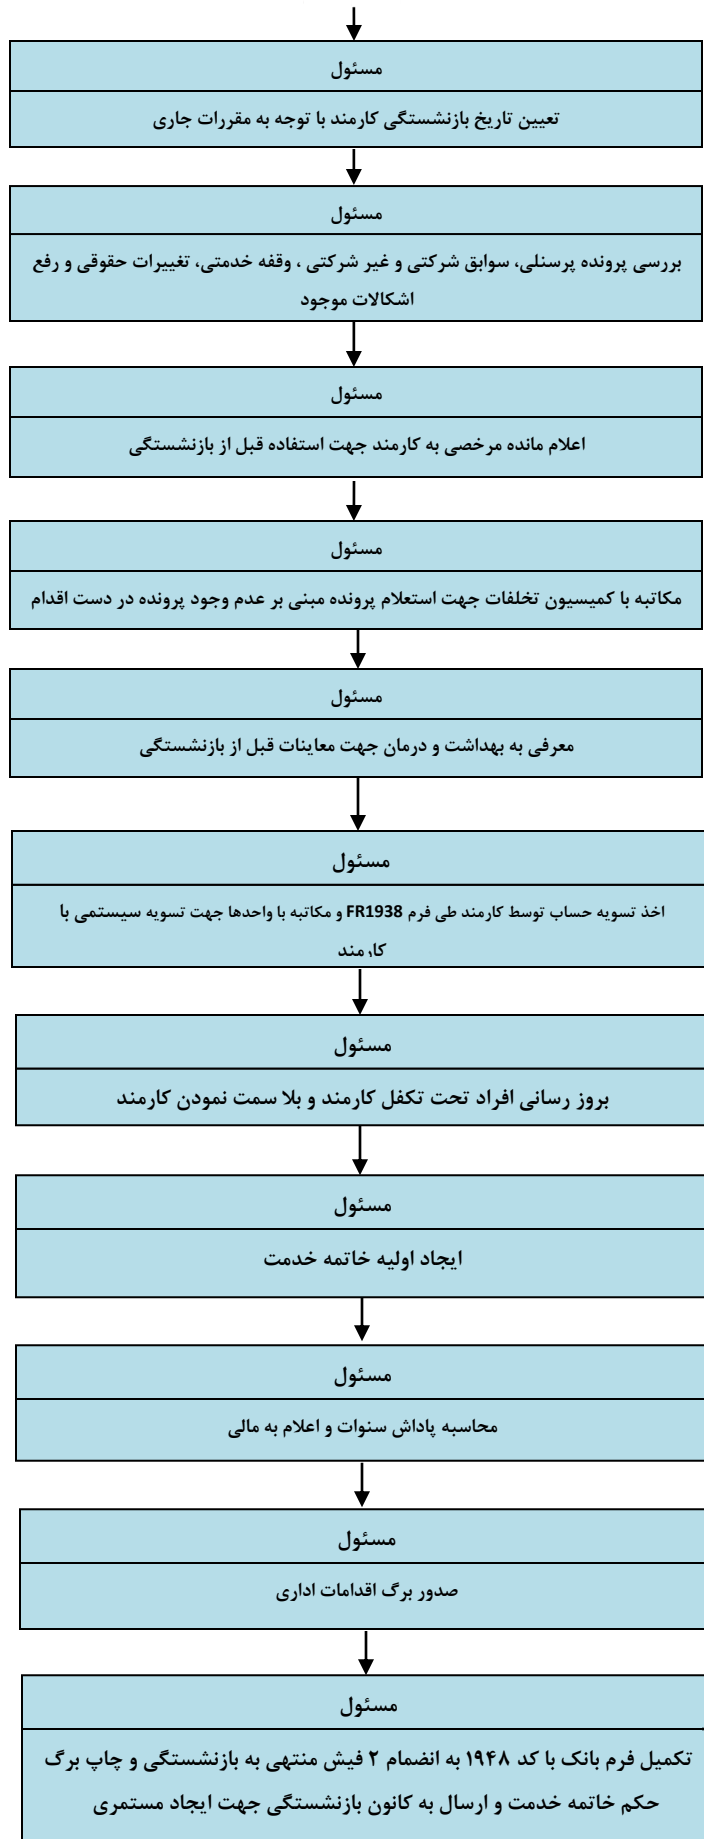 مسئول
تعیین تاریخ بازنشستگی کارمند با توجه به مقررات جاری
مسئول
بررسی پرونده پرسنلی، سوابق شرکتی و غیر شرکتی ، وقفه خدمتی، تغییرات حقوقی و رفع
اشکالات موجود
مسئول
اعلام مانده مرخصی به کارمند جهت استفاده قبل از بازنشستگی
مسئول
مکاتبه با کمیسیون تخلفات جهت استعلام پرونده مبنی بر عدم وجود پرونده در دست اقدام
مسئول
معرفی به بهداشت و درمان جهت معاینات قبل از بازنشستگی
مسئول
اخذ تسویه حساب توسط کارمند طی فرم FR1938 و مکاتبه با واحدها جهت تسویه سیستمی با
کارمند
مسئول
بروز رسانی افراد تحت تکفل کارمند و بلا سمت نمودن کارمند
مسئول
ایجاد اولیه خاتمه خدمت
مسئول
محاسبه پاداش سنوات و اعلام به مالی
مسئول
صدور برگ اقدامات اداری
مسئول
تکمیل فرم بانک با کد ۱۹۴۸ به انضمام ۲ فیش منتهی به بازنشستگی و چاپ برگ
حکم خاتمه خدمت و ارسال به کانون بازنشستگی جهت ایجاد مستمری